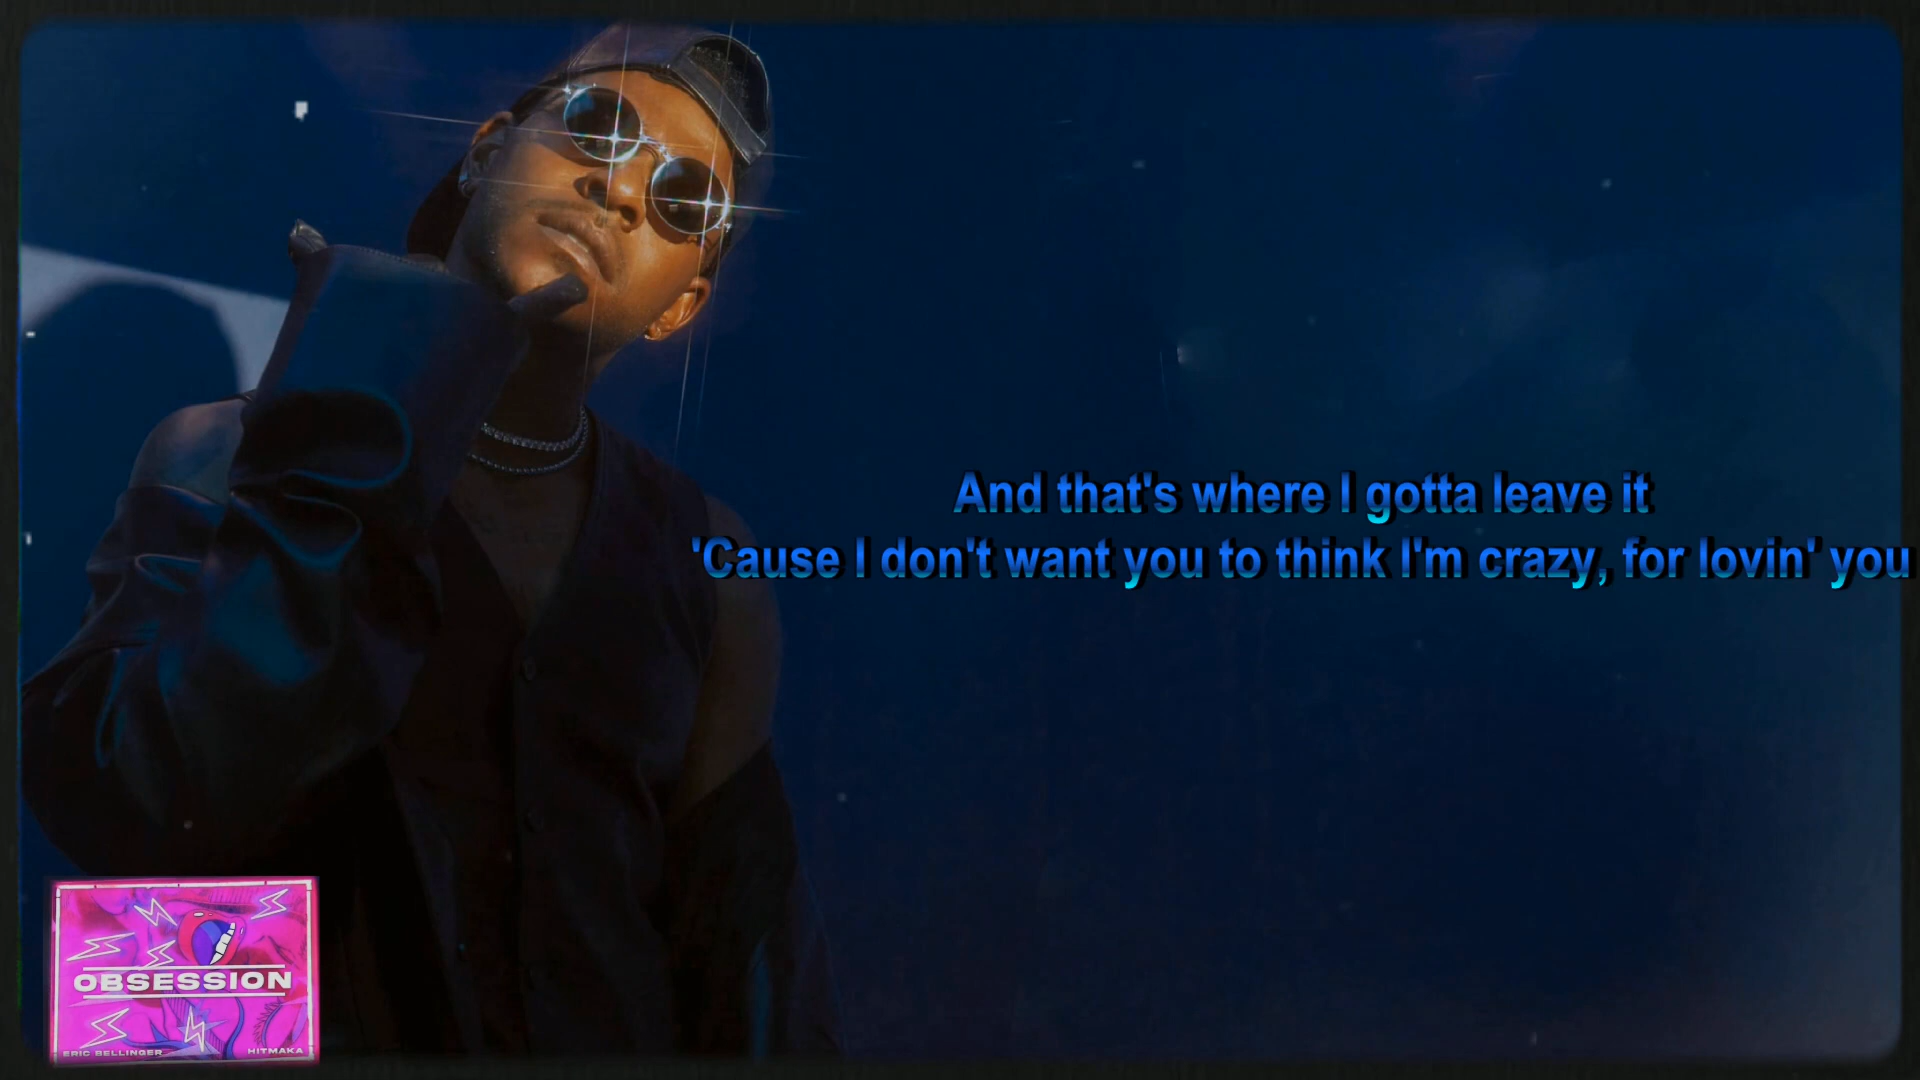 And that's where I gotta leave it
'Cause I don't want you to think I'm crazy, for lovin' you
OBSESSION
ERIC BELLINGER HITMAKA